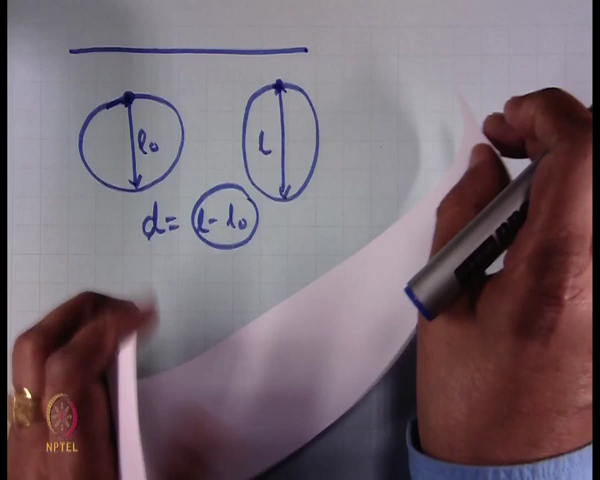 l₀
l
d = l - l₀
NPTEL